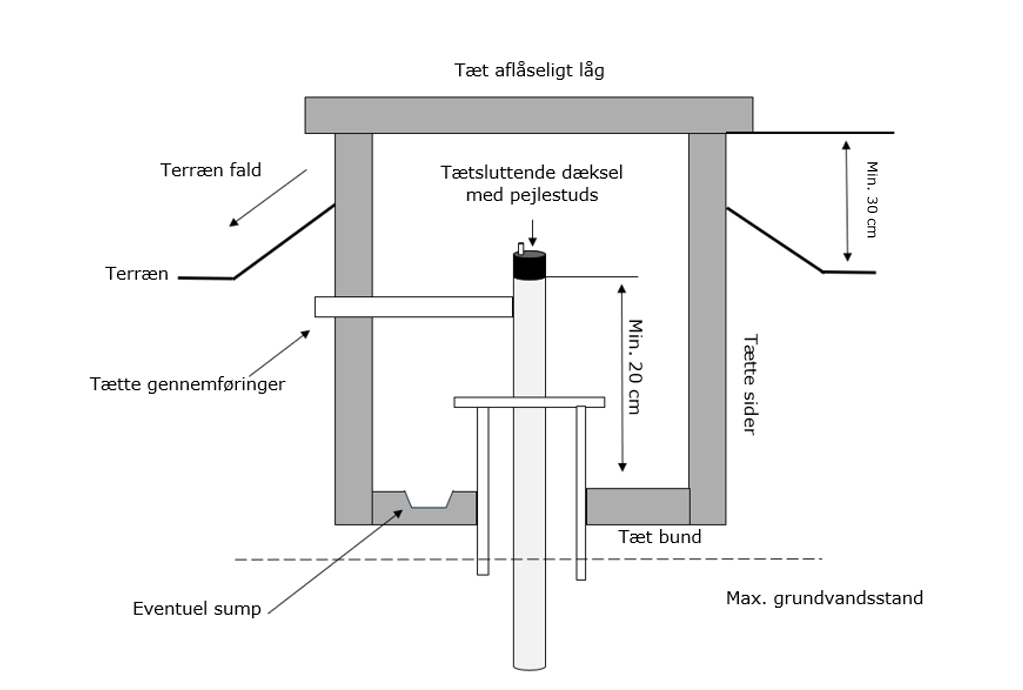 Tæt aflåseligt låg
Terræn fald
Tætsluttende dæksel
med pejlestuds
Min. 30 cm
Terræn
Min. 20 cm
Tætte sider
Tætte gennemføringer
Tæt bund
Eventuel sump
Max. grundvandsstand